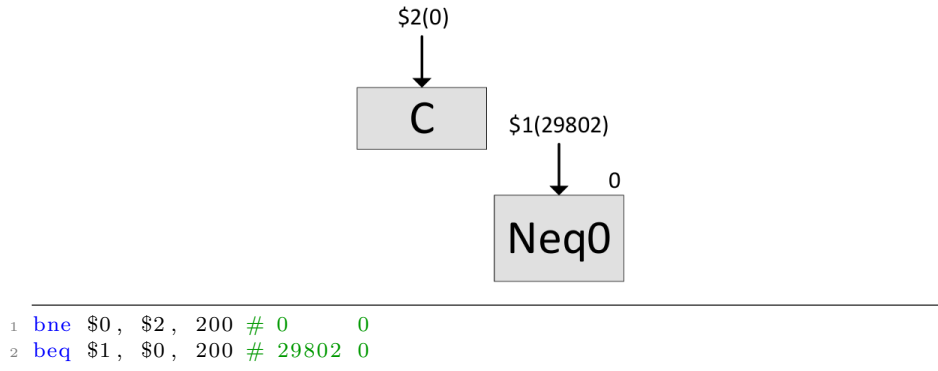 $2(0)
C
$1(29802)
0
Neq0
1 bne $0, $2, 200 # 0 0
2 beq $1, $0, 200 # 29802 0